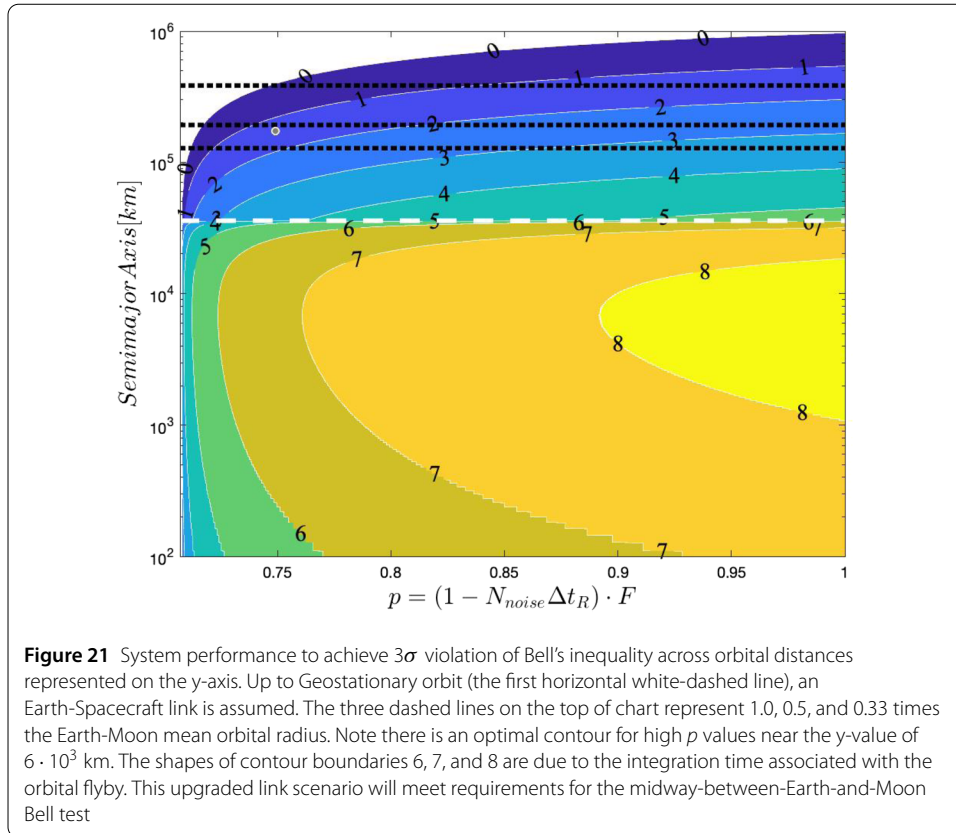 10^6
10^5
10^4
10^3
10^2
Semimajor Axis[km]
0 0 0
0 1 1
1 2 2
0 2 3 3
1 2 4 4
5 6 5 6 5 6 7
7 7
8
8
8
7
6 7
0.75 0.8 0.85 0.9 0.95 1
p = (1 − N_{noise}Δt_R) · F
Figure 21 System performance to achieve 3σ violation of Bell's inequality across orbital distances
represented on the y-axis. Up to Geostationary orbit (the first horizontal white-dashed line), an
Earth-Spacecraft link is assumed. The three dashed lines on the top of chart represent 1.0, 0.5, and 0.33 times
the Earth-Moon mean orbital radius. Note there is an optimal contour for high p values near the y-value of
6 · 10^3 km. The shapes of contour boundaries 6, 7, and 8 are due to the integration time associated with the
orbital flyby. This upgraded link scenario will meet requirements for the midway-between-Earth-and-Moon
Bell test